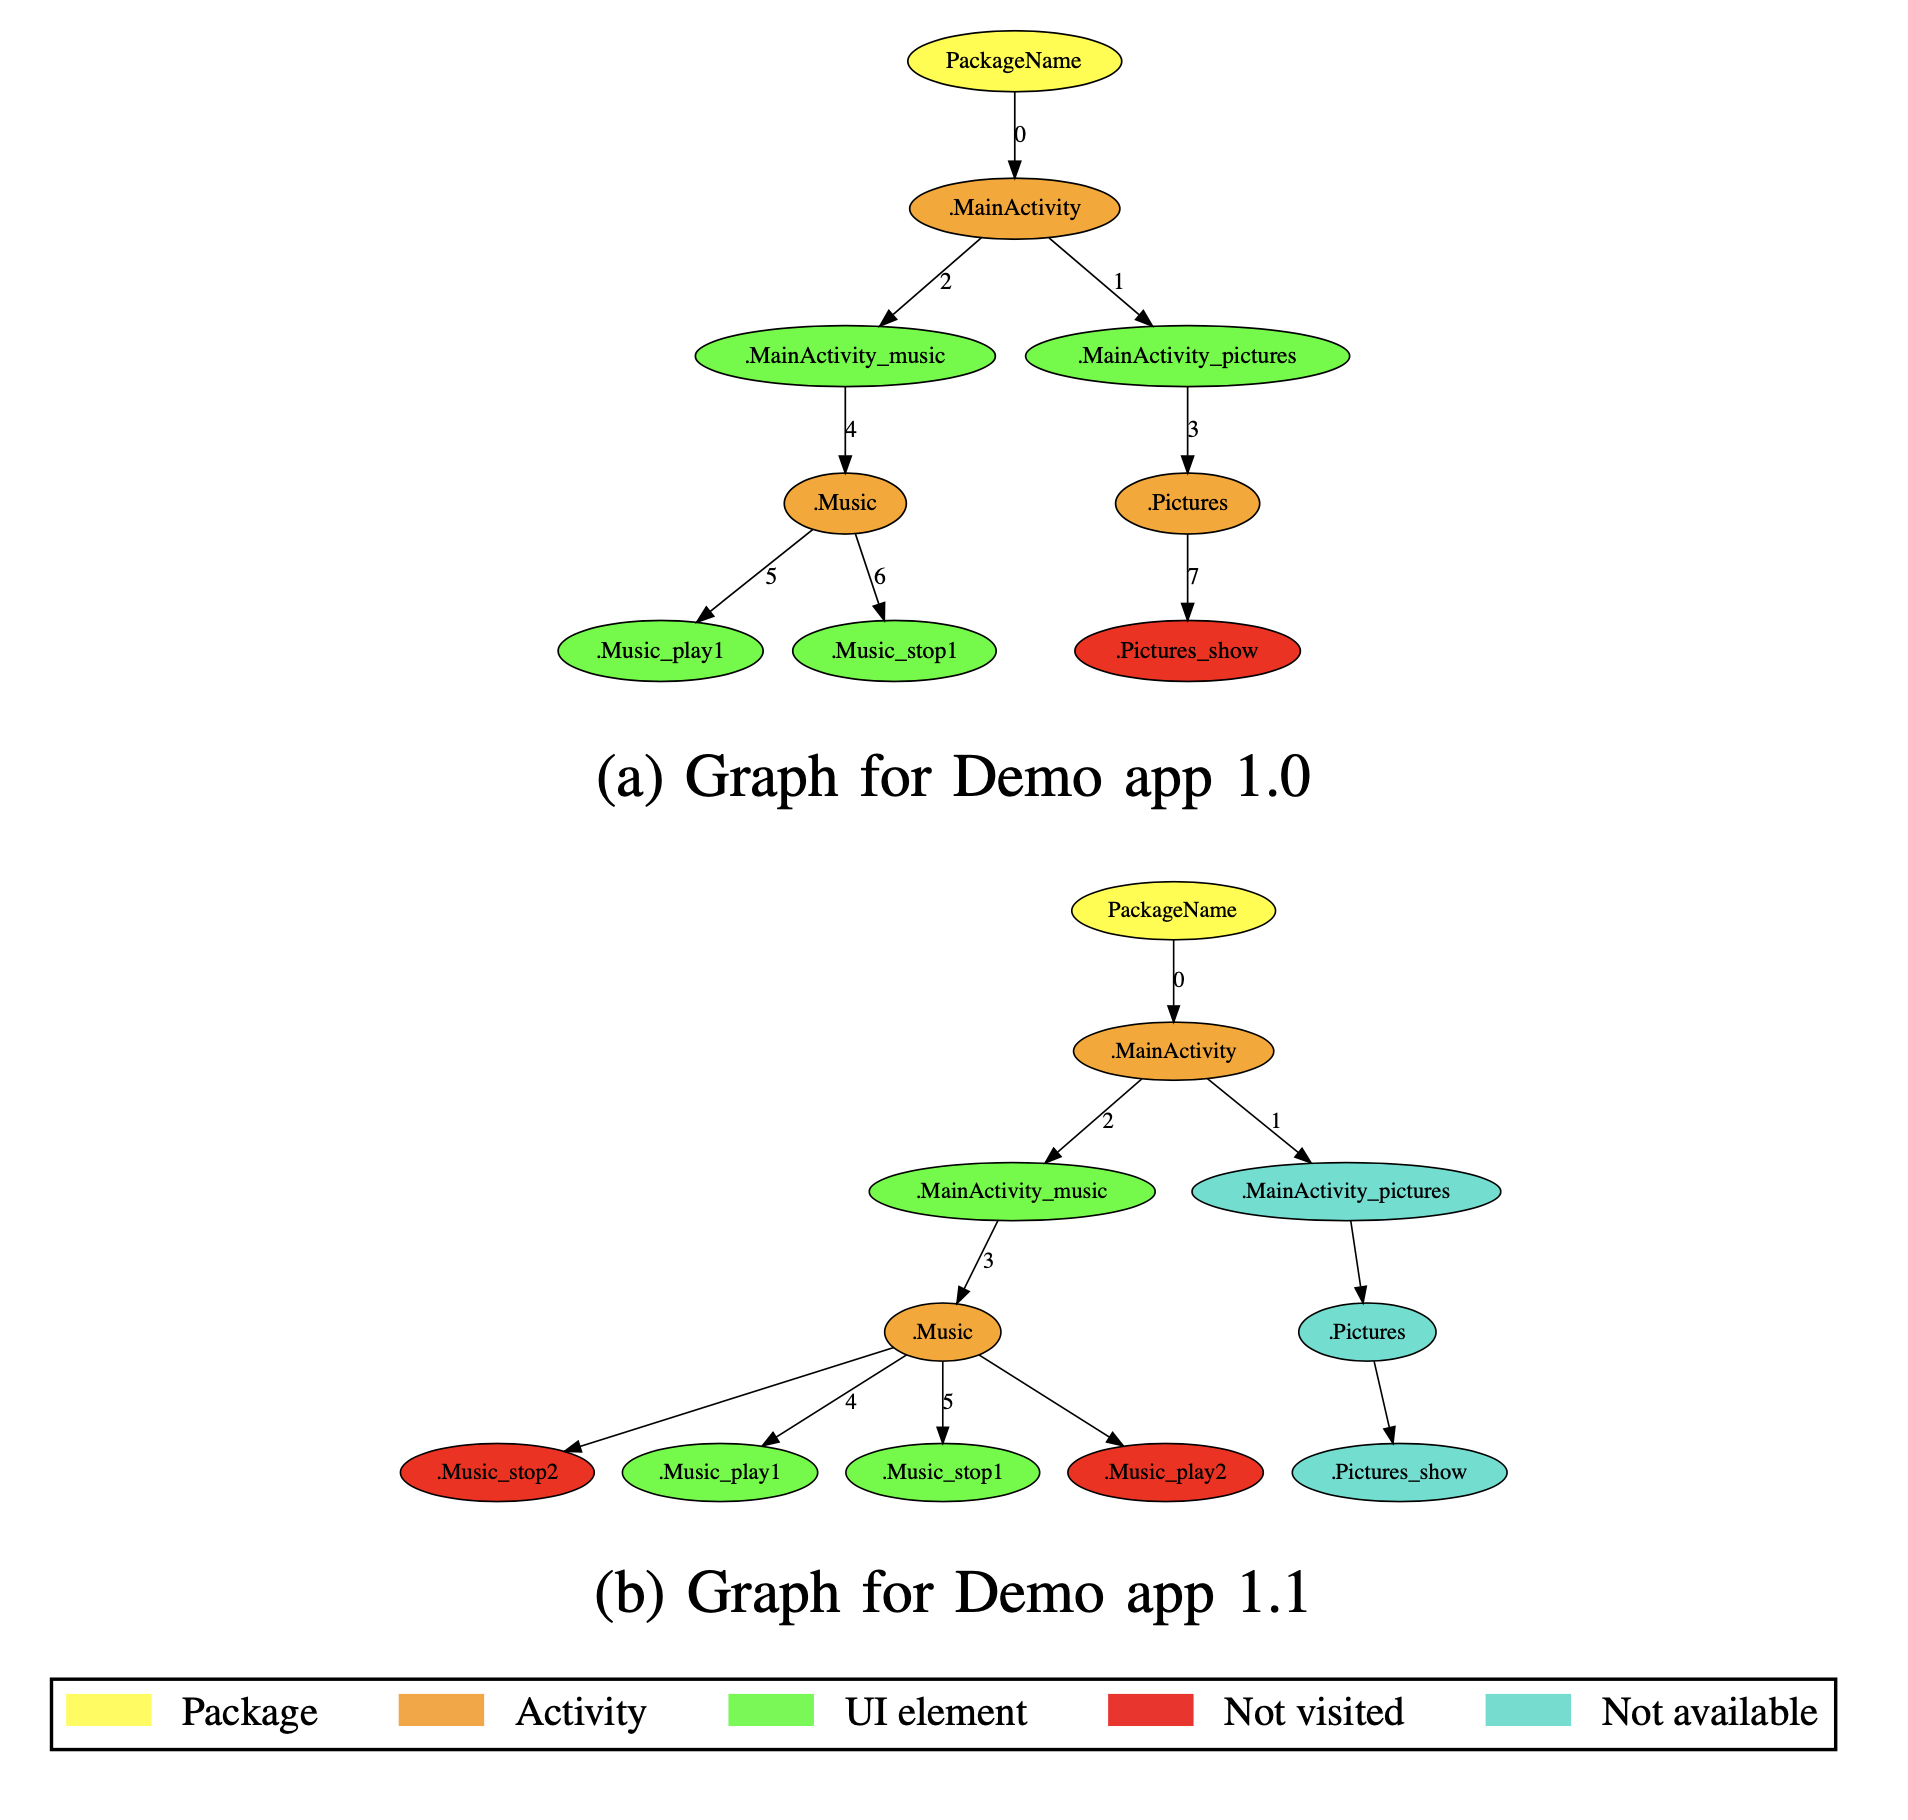 PackageName
0
.MainActivity
2 1
.MainActivity_music .MainActivity_pictures
4 3
.Music .Pictures
5 6 7
.Music_play1 .Music_stop1 .Pictures_show
(a) Graph for Demo app 1.0
PackageName
0
.MainActivity
2 1
.MainActivity_music .MainActivity_pictures
3
.Music .Pictures
4 5
.Music_stop2 .Music_play1 .Music_stop1 .Music_play2 .Pictures_show
(b) Graph for Demo app 1.1
Package Activity UI element Not visited Not available